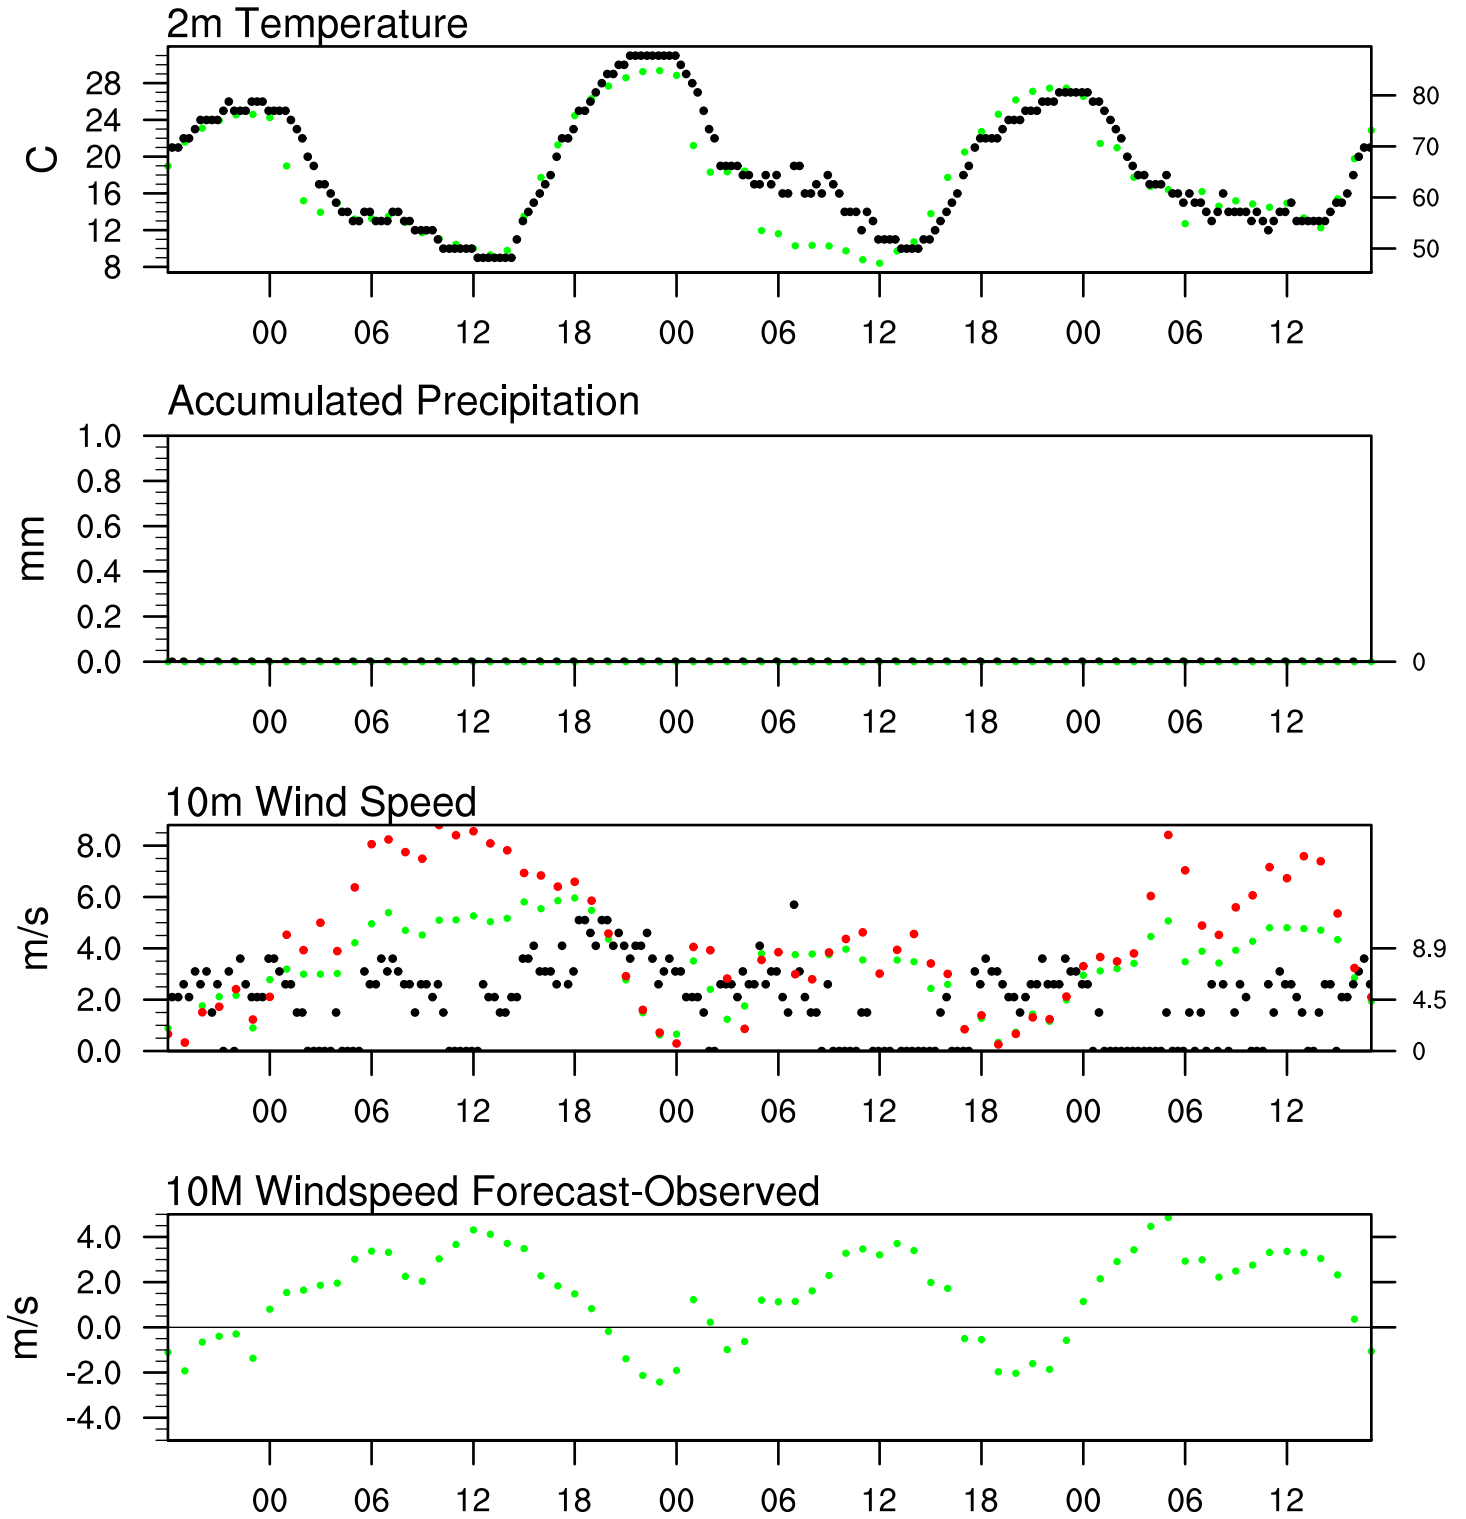 2m Temperature
28
24
20
16
12
8
C
80
70
60
50
00 06 12 18 00 06 12 18 00 06 12
Accumulated Precipitation
1.0
0.8
0.6
0.4
0.2
0.0
mm
0
00 06 12 18 00 06 12 18 00 06 12
10m Wind Speed
8.0
6.0
4.0
2.0
0.0
m/s
8.9
4.5
0
00 06 12 18 00 06 12 18 00 06 12
10M Windspeed Forecast-Observed
4.0
2.0
0.0
-2.0
-4.0
m/s
00 06 12 18 00 06 12 18 00 06 12